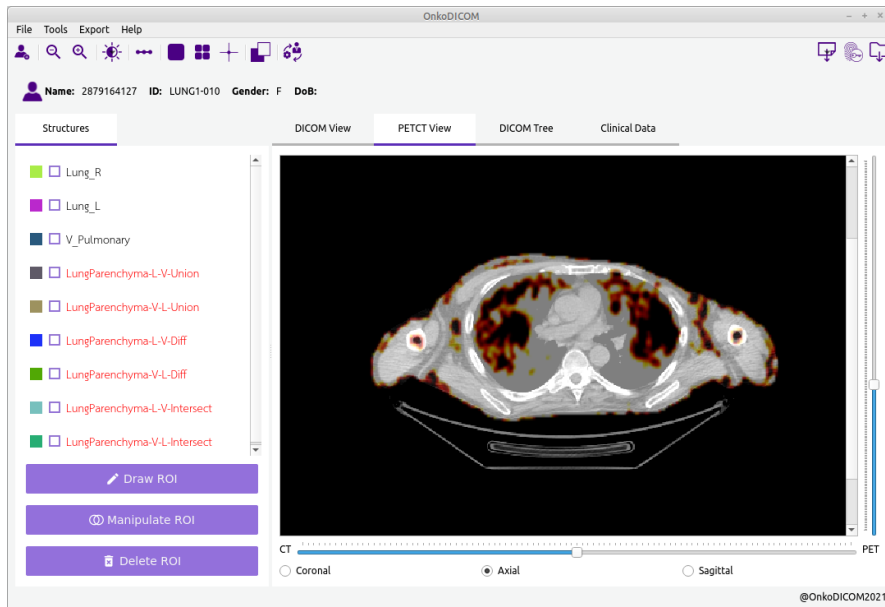 OnkoDICOM
File Tools Export Help
Name: 2879164127 ID: LUNG1-010 Gender: F DoB:
Structures
DICOM View PETCT View DICOM Tree Clinical Data
Lung_R
Lung_L
V_Pulmonary
LungParenchyma-L-V-Union
LungParenchyma-V-L-Union
LungParenchyma-L-V-Diff
LungParenchyma-V-L-Diff
LungParenchyma-L-V-Intersect
LungParenchyma-V-L-Intersect
Draw ROI
Manipulate ROI
Delete ROI
CT PET
Coronal Axial Sagittal
@OnkoDICOM2021